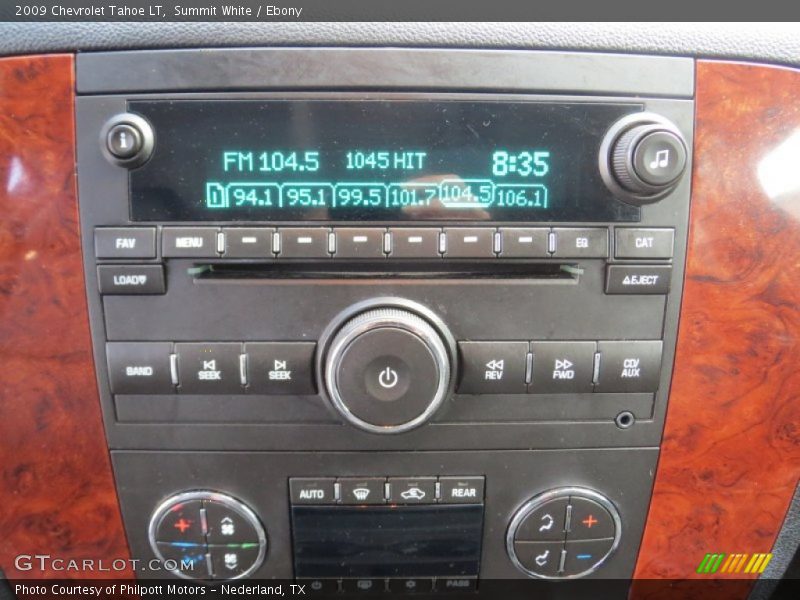 2009 Chevrolet Tahoe LT,  Summit White / Ebony
i
FM 104.5 1045 HIT 8:35
1 94.1 95.1 99.5 101.7 104.5 106.1
FAV MENU EQ CAT
LOAD EJECT
BAND SEEK SEEK REV FWD CD/AUX
AUTO REAR
PASS
GTCARLOT.COM
Photo Courtesy of Philpott Motors - Nederland, TX